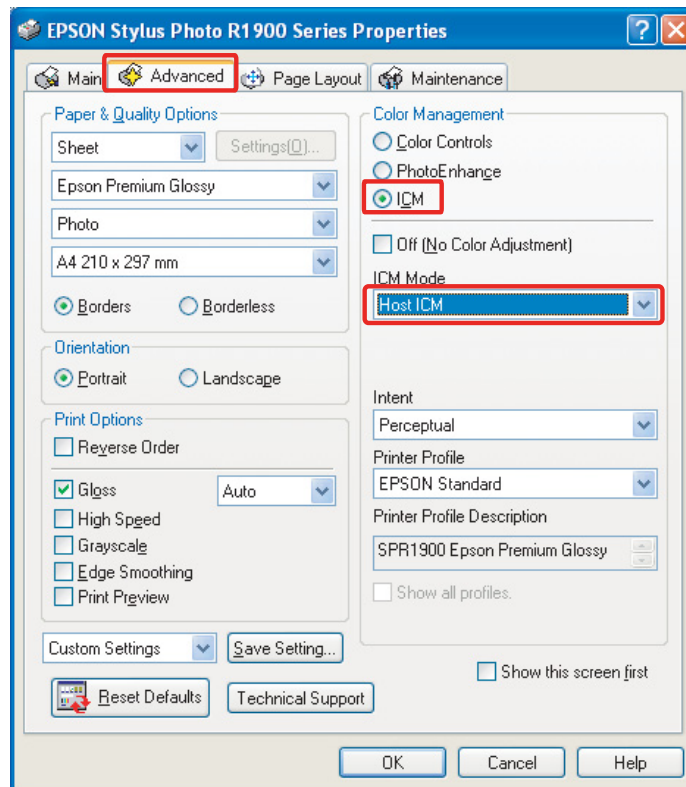 EPSON Stylus Photo R1900 Series Properties
Main
Advanced
Page Layout
Maintenance
Paper & Quality Options
Sheet
Settings(O)...
Epson Premium Glossy
Photo
A4 210 x 297 mm
Borders
Borderless
Orientation
Portrait
Landscape
Print Options
Reverse Order
Gloss
Auto
High Speed
Grayscale
Edge Smoothing
Print Preview
Custom Settings
Save Setting...
Reset Defaults
Technical Support
Color Management
Color Controls
PhotoEnhance
ICM
Off (No Color Adjustment)
ICM Mode
Host ICM
Intent
Perceptual
Printer Profile
EPSON Standard
Printer Profile Description
SPR1900 Epson Premium Glossy
Show all profiles.
Show this screen first
OK
Cancel
Help